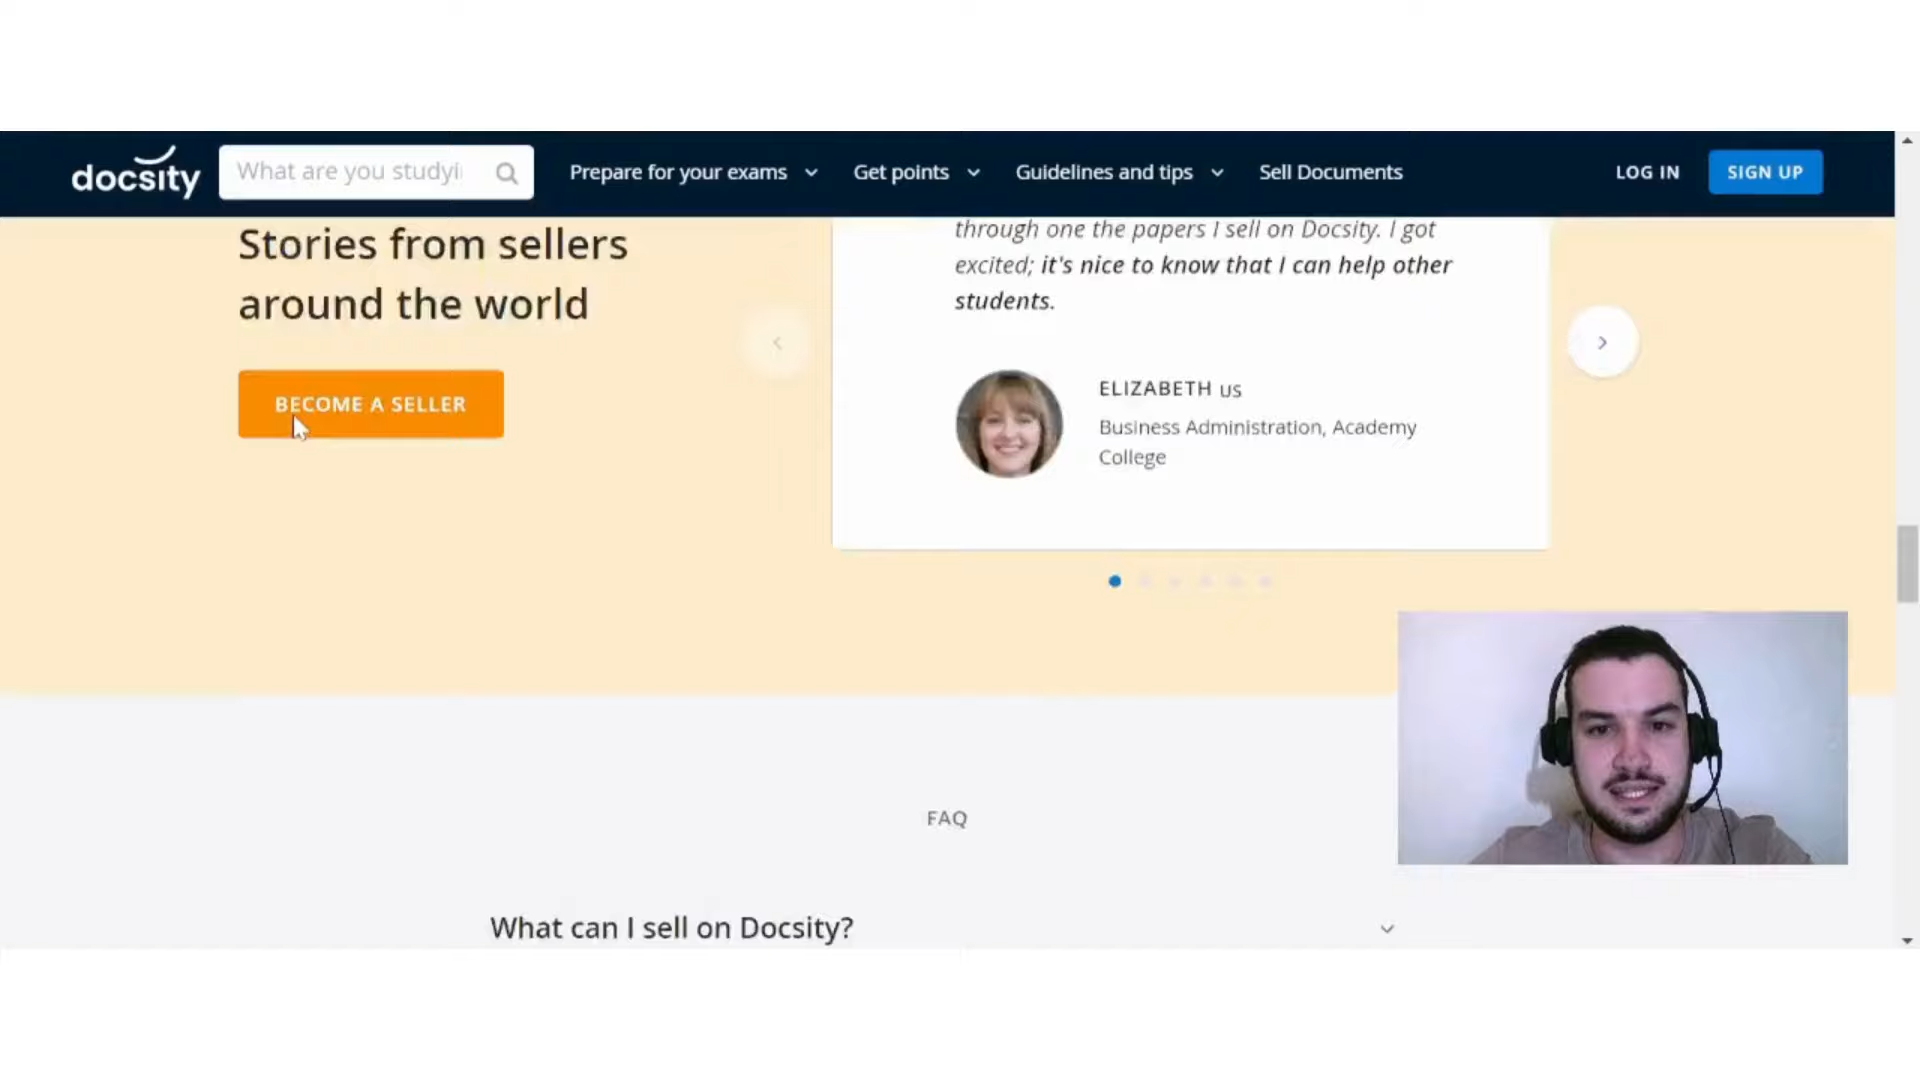 docsity
What are you studyi
Prepare for your exams
Get points
Guidelines and tips
Sell Documents
LOG IN
SIGN UP
Stories from sellers
around the world
BECOME A SELLER
through one the papers I sell on Docsity. I got
excited; it's nice to know that I can help other
students.
ELIZABETH US
Business Administration, Academy
College
FAQ
What can I sell on Docsity?